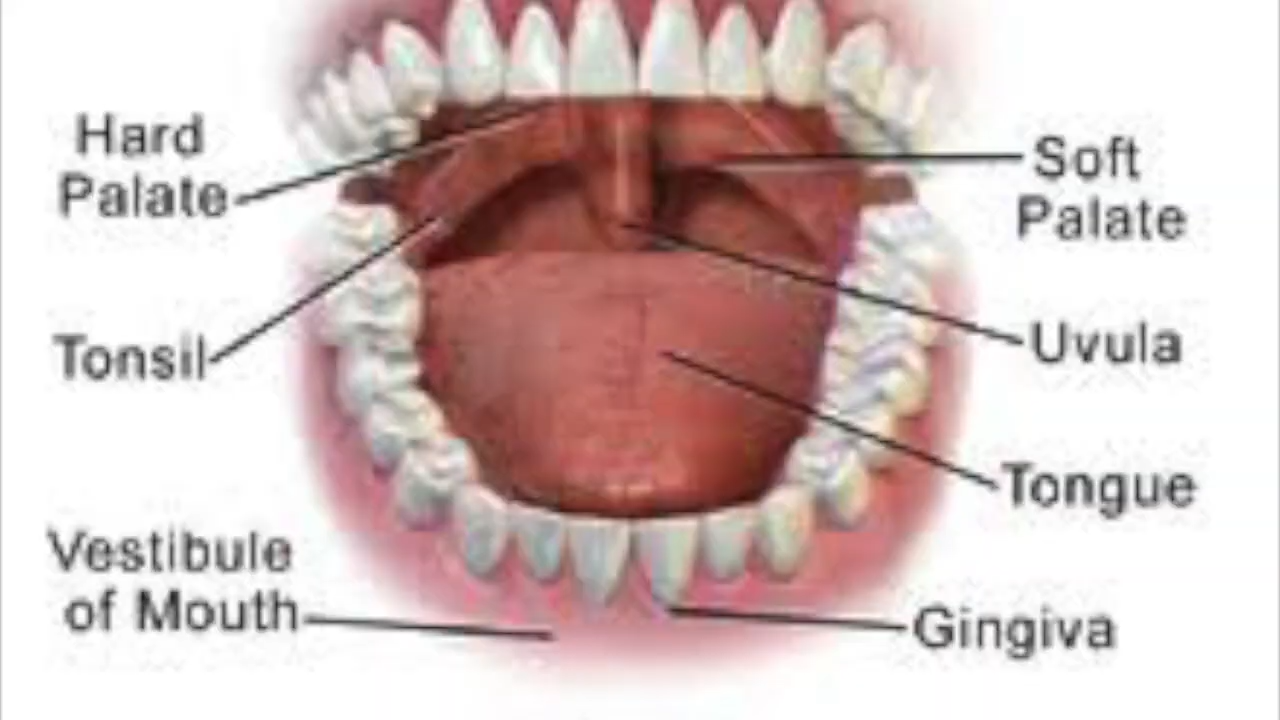 Hard
Palate
Soft
Palate
Tonsil
Uvula
Tongue
Vestibule
of Mouth
Gingiva